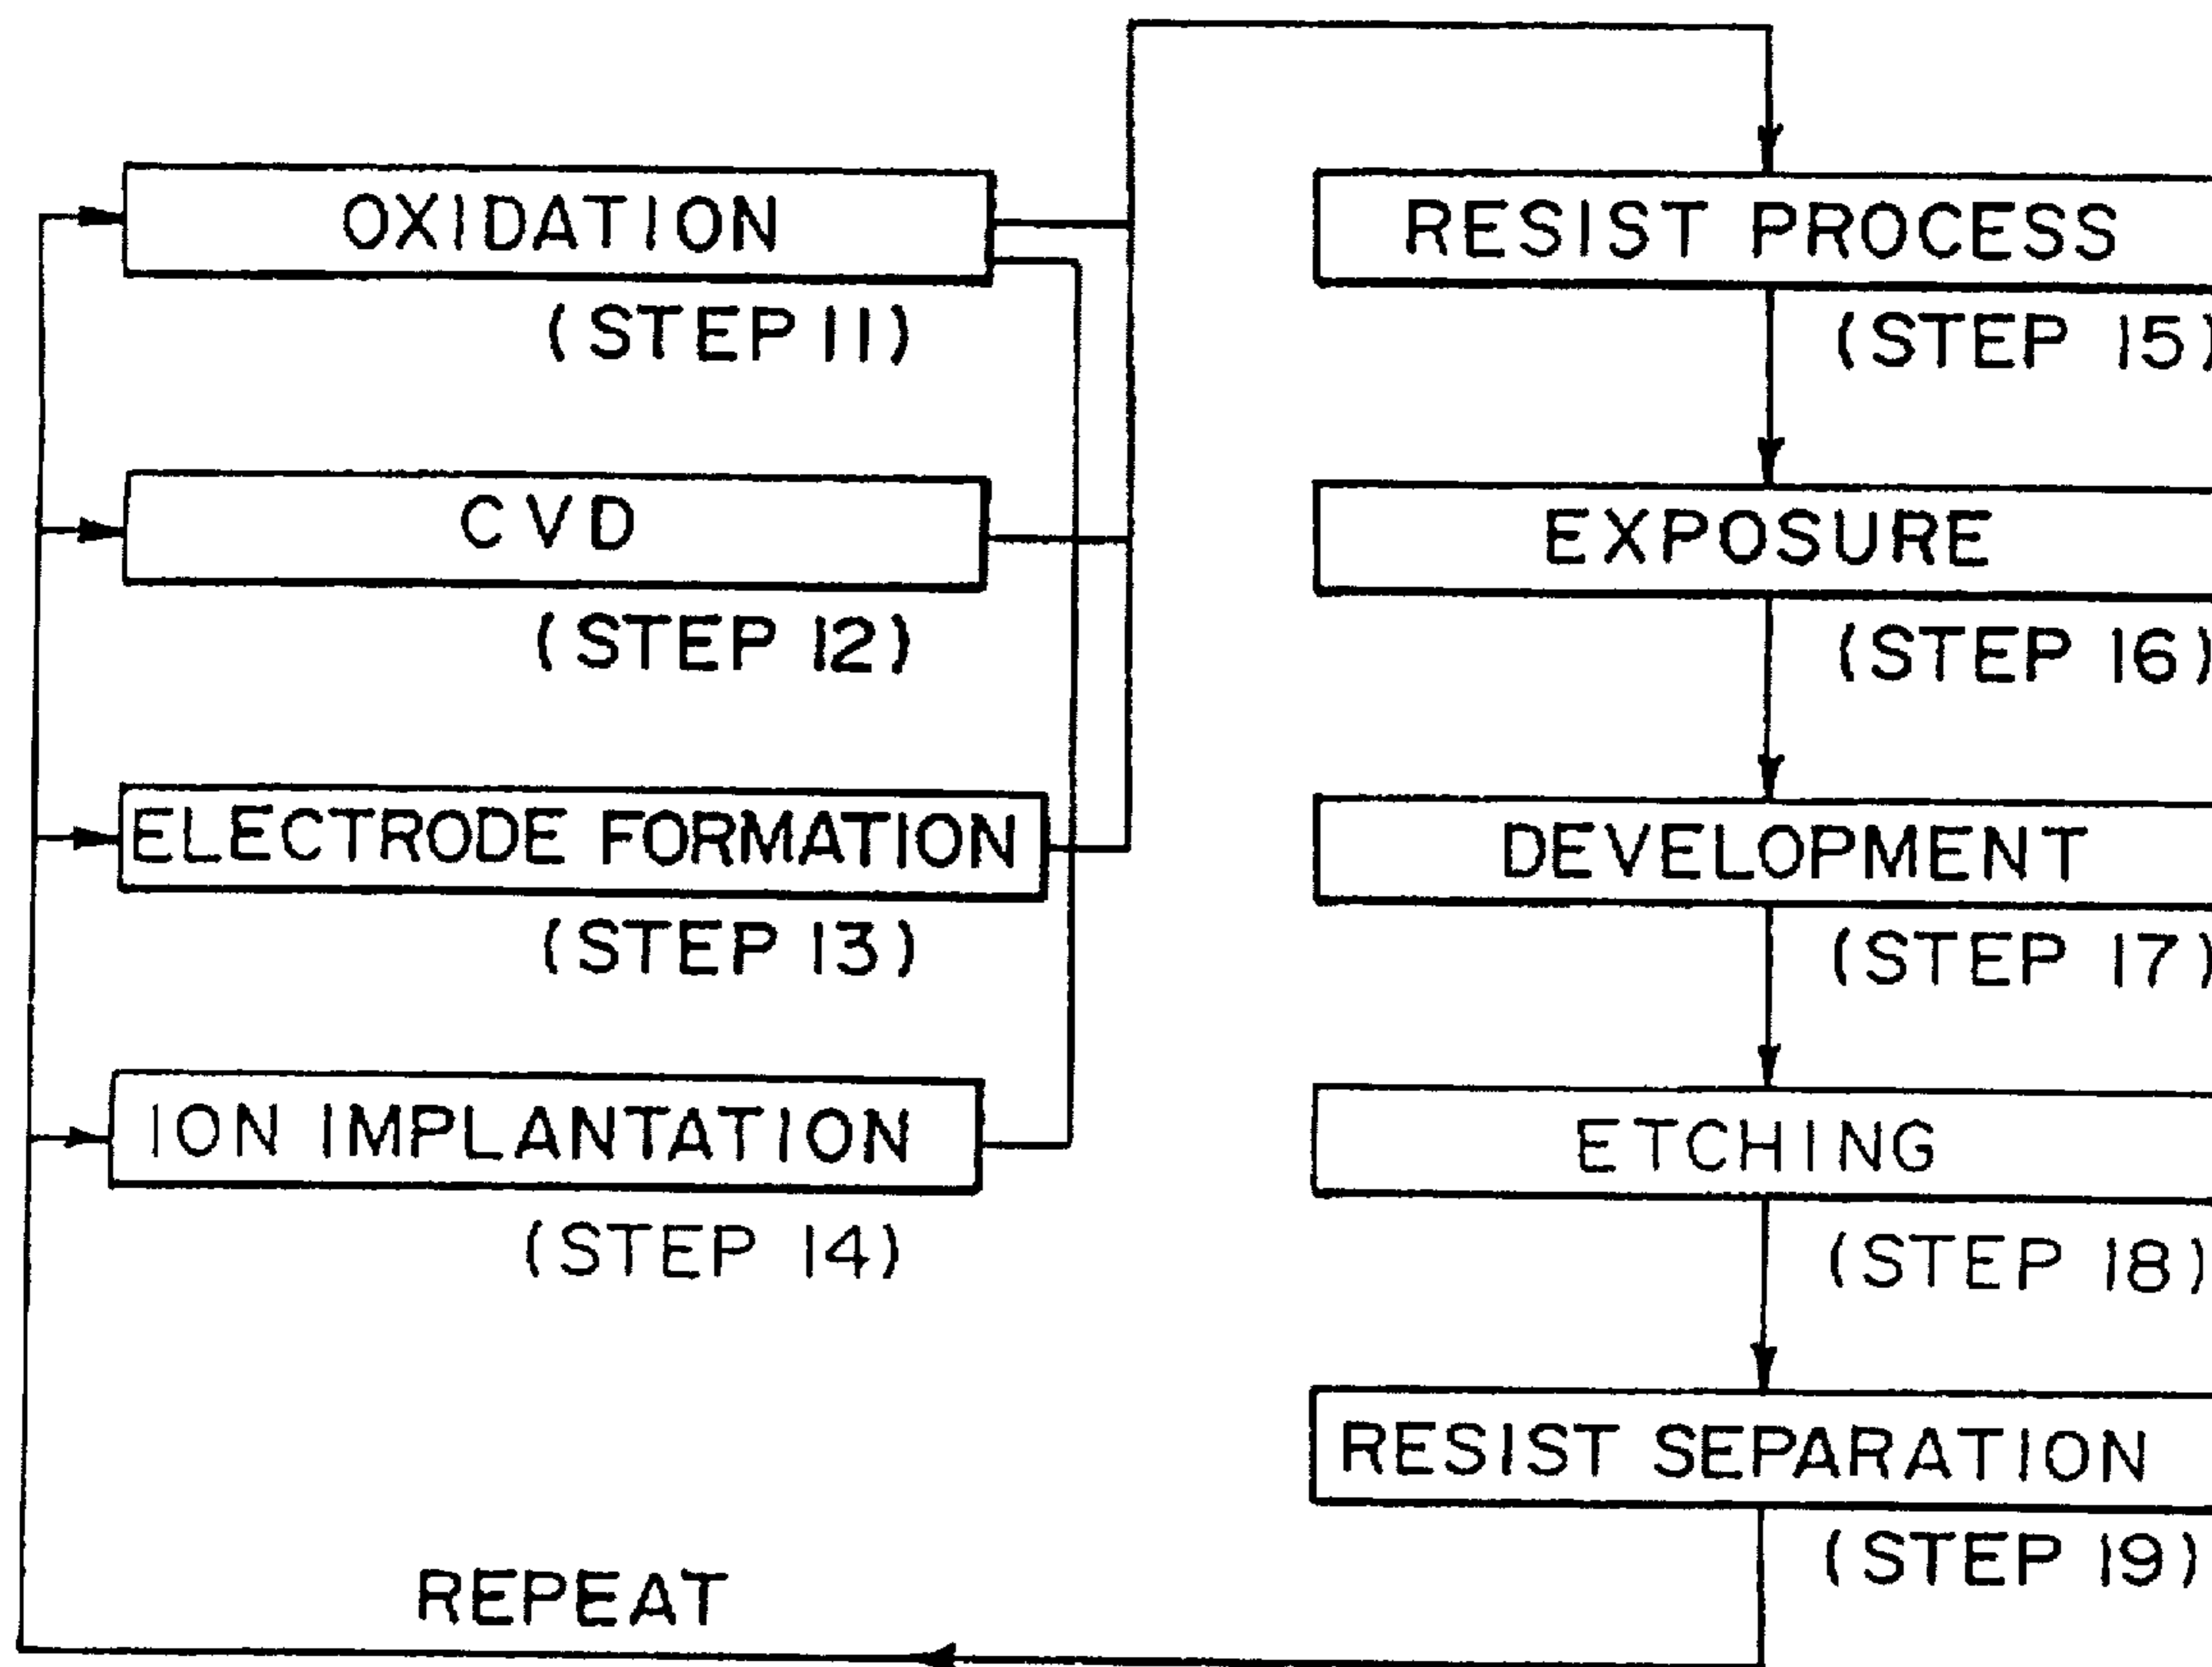 OXIDATION
(STEP 11)
CVD
(STEP 12)
ELECTRODE FORMATION
(STEP 13)
ION IMPLANTATION
(STEP 14)
RESIST PROCESS
(STEP 15)
EXPOSURE
(STEP 16)
DEVELOPMENT
(STEP 17)
ETCHING
(STEP 18)
RESIST SEPARATION
(STEP 19)
REPEAT